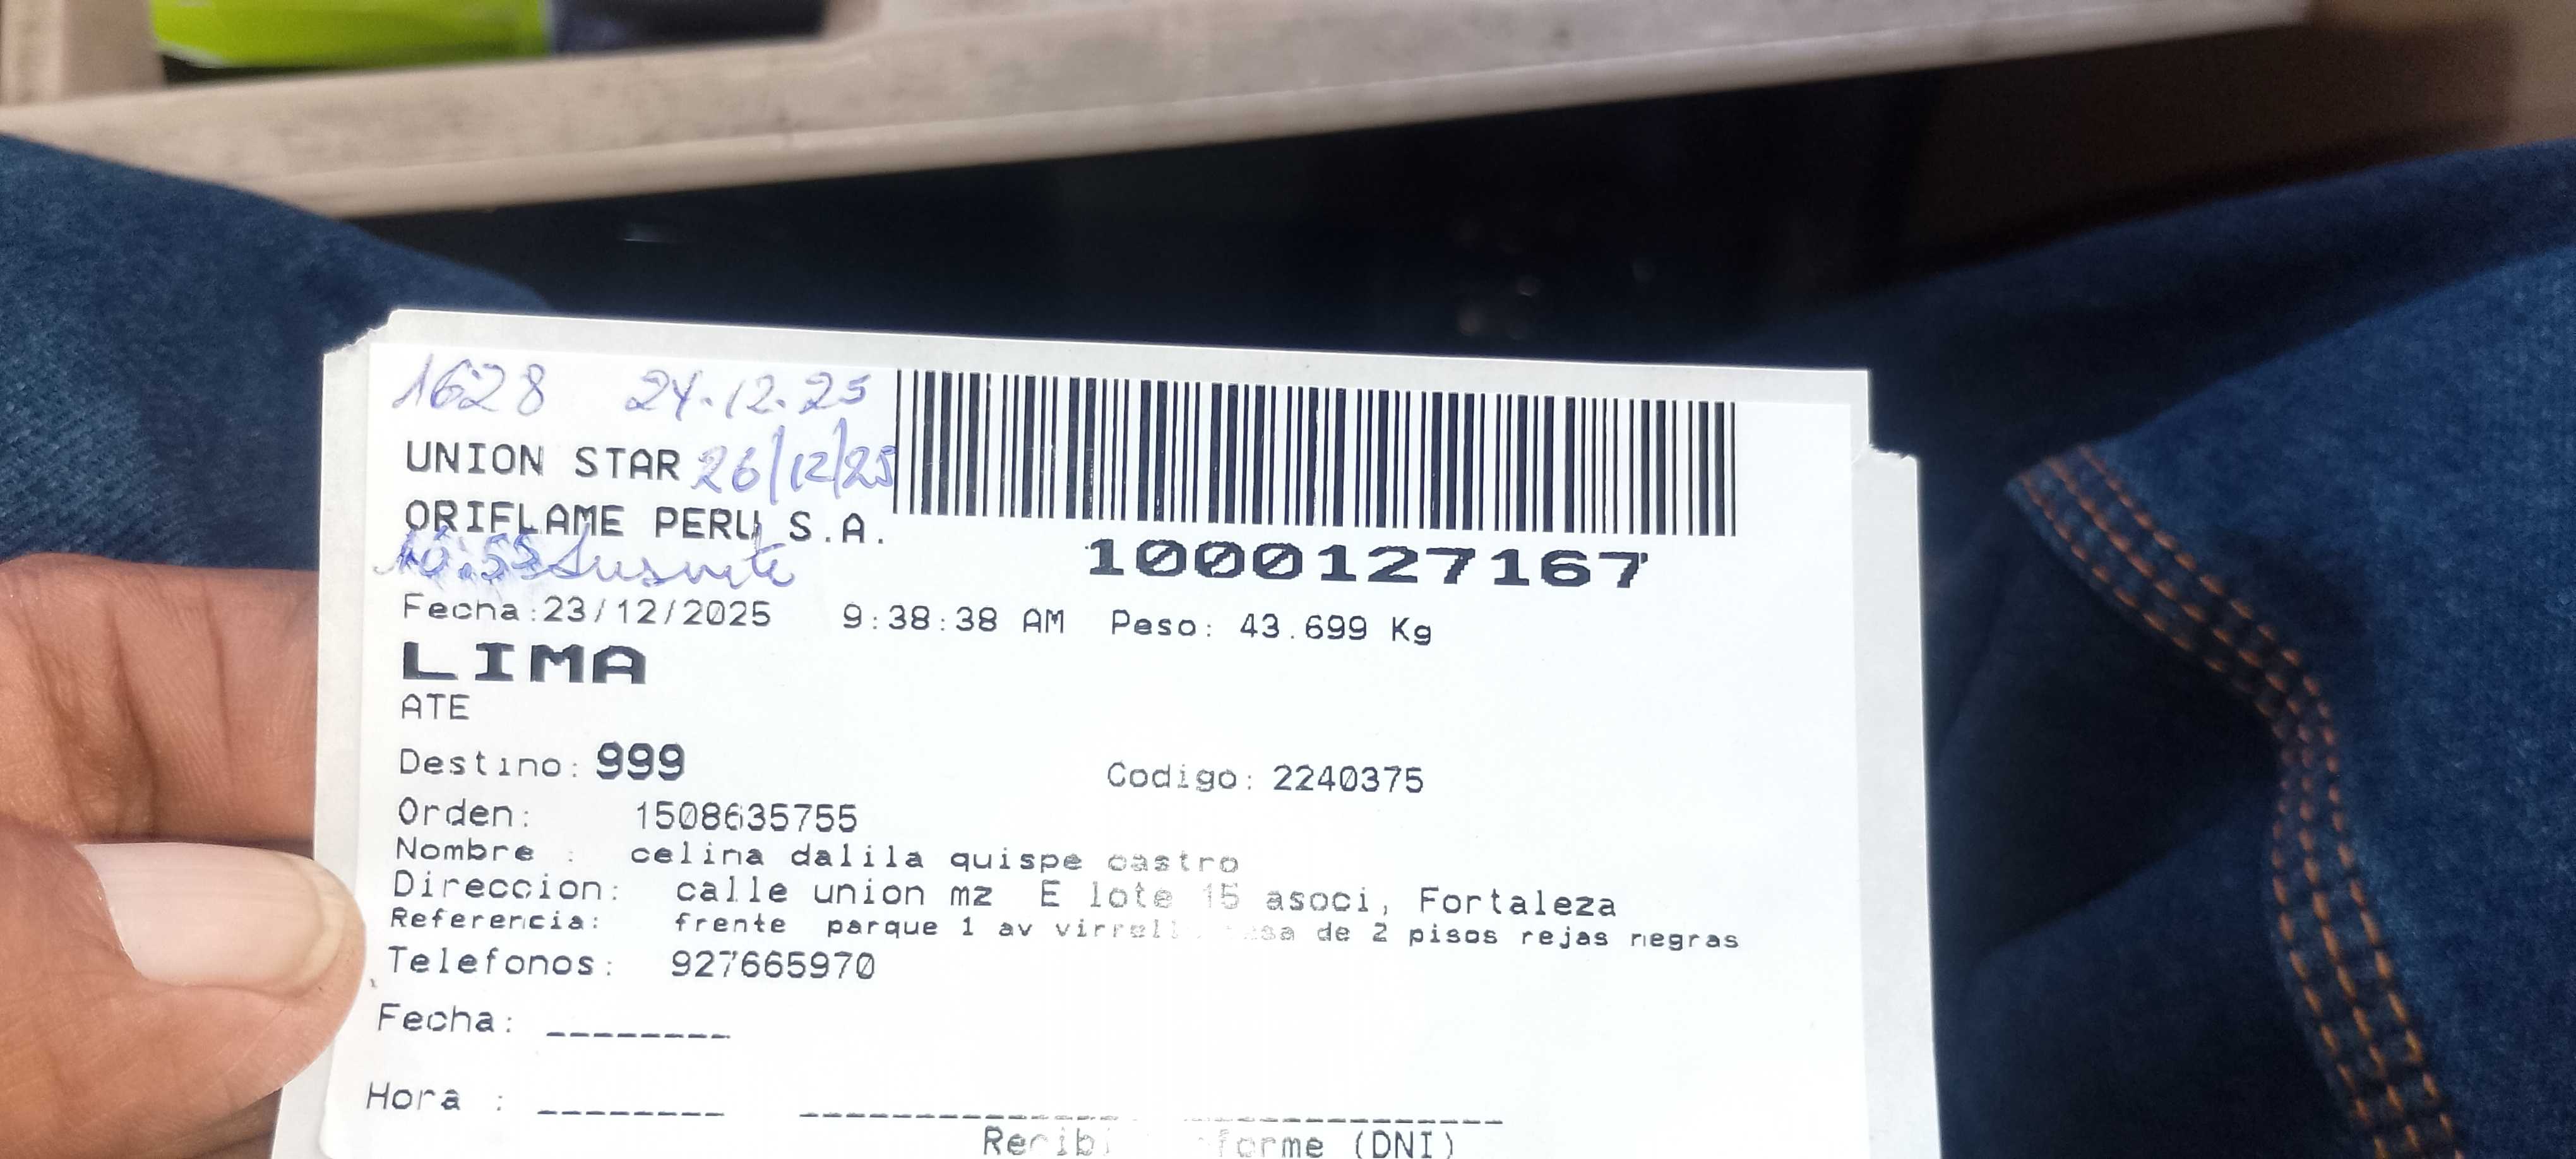 1628 24.12.25
UNION STAR 26/12/25
ORIFLAME PERU S.A.
1000127167
Fecha:23/12/2025 9:38:38 AM Peso: 43.699 Kg
LIMA
ATE
Destino: 999 Codigo: 2240375
Orden: 1508635755
Nombre : celina dalila quispe castro
Direccion: calle union mz E lote 15 asoci, Fortaleza
Referencia: frente parque 1 av de 2 pisos rejas negras
Telefonos: 927665970
Fecha: ________
Hora : ________
(DNI)